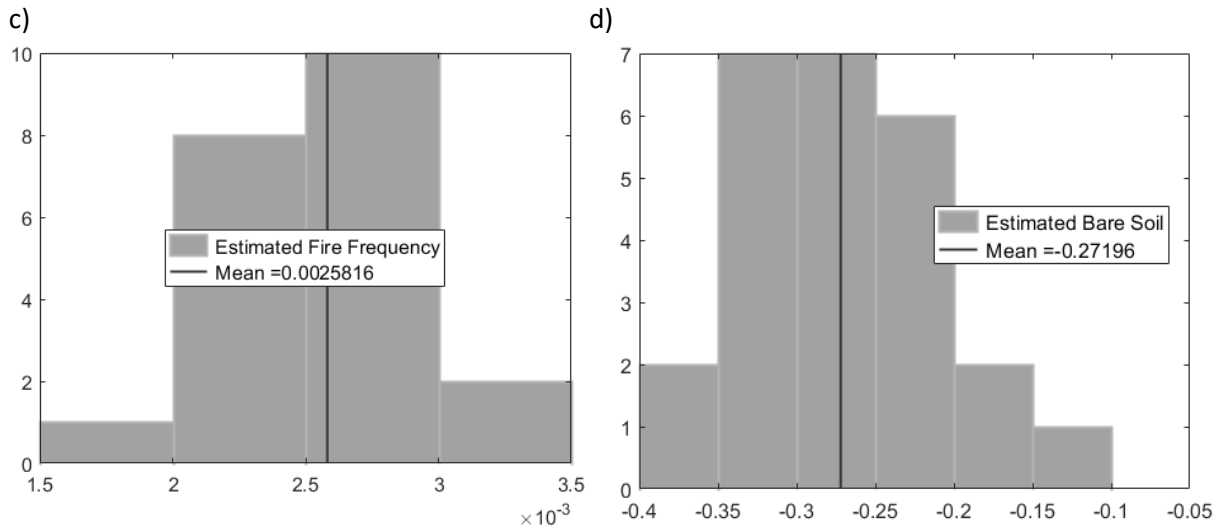 c)
10
8
6
4
2
0
Estimated Fire Frequency
Mean =0.0025816
1.5 2 2.5 3 3.5
×10⁻³
d)
7
6
5
4
3
2
1
0
Estimated Bare Soil
Mean =-0.27196
-0.4 -0.35 -0.3 -0.25 -0.2 -0.15 -0.1 -0.05